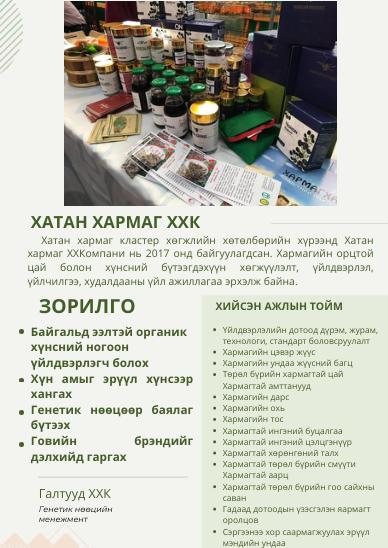 ХАТАН ХАРМАГ ХХК
Хатан хармаг кластер хөгжлийн хөтөлбөрийн хүрээнд Хатан
хармаг ХХКомпани нь 2017 онд байгуулагдсан. Хармагийн орцтой
цай болон хүнсний бүтээгдэхүүн хөгжүүлэлт, үйлдвэрлэл,
үйлчилгээ, худалдааны үйл ажиллагаа эрхэлж байна.
ЗОРИЛГО
Байгальд ээлтэй органик
хүнсний ногоон
үйлдвэрлэгч болох
Хүн амыг эрүүл хүнсээр
хангах
Генетик нөөцөөр баялаг
бүтээх
Говийн брэндийг
дэлхийд гаргах
Галтууд ХХК
Генетик нөөцийн
менежмент
ХИЙСЭН АЖЛЫН ТОЙМ
Үйлдвэрлэлийн дотоод дүрэм, журам,
технологи, стандарт боловсруулалт
Хармагийн цэвэр жүүс
Хармагийн ундаа жүүсний багц
Төрөл бүрийн хармагтай цай
Хармагтай амттанууд
Хармагийн дарс
Хармагийн охь
Хармагийн тос
Хармагтай ингэний буцалгаа
Хармагтай ингэний цэлцгэнүүр
Хармагтай хөрөнгөний талх
Хармагтай төрөл бүрийн смүүти
Хармагтай аарц
Хармагтай төрөл бүрийн гоо сайхны
саван
Гадаад дотоодын үзэсгэлэн яармагт
оролцов
Сэргээнээ хор саармагжуулах эрүүл
мэндийн ундаа